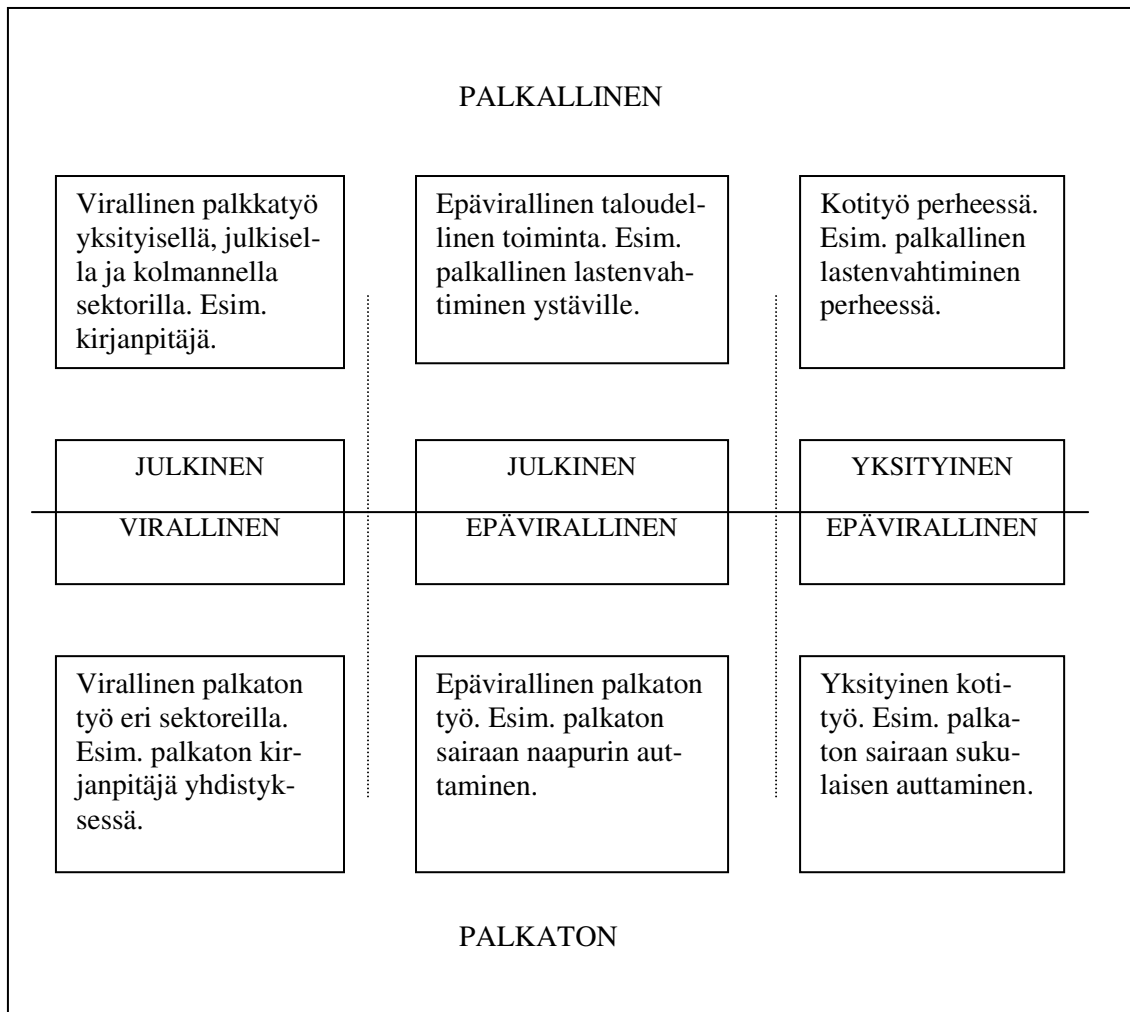 PALKALLINEN
Virallinen palkkatyö
yksityisellä, julkisel-
la ja kolmannella
sektorilla. Esim.
kirjanpitäjä.
Epävirallinen taloudel-
linen toiminta. Esim.
palkallinen lastenvah-
timinen ystäville.
Kotityö perheessä.
Esim. palkallinen
lastenvahtiminen
perheessä.
JULKINEN
VIRALLINEN
JULKINEN
EPÄVIRALLINEN
YKSITYINEN
EPÄVIRALLINEN
Virallinen palkaton
työ eri sektoreilla.
Esim. palkaton kir-
janpitäjä yhdistyk-
sessä.
Epävirallinen palkaton
työ. Esim. palkaton
sairaan naapurin aut-
taminen.
Yksityinen koti-
työ. Esim. palka-
ton sairaan suku-
laisen auttaminen.
PALKATON